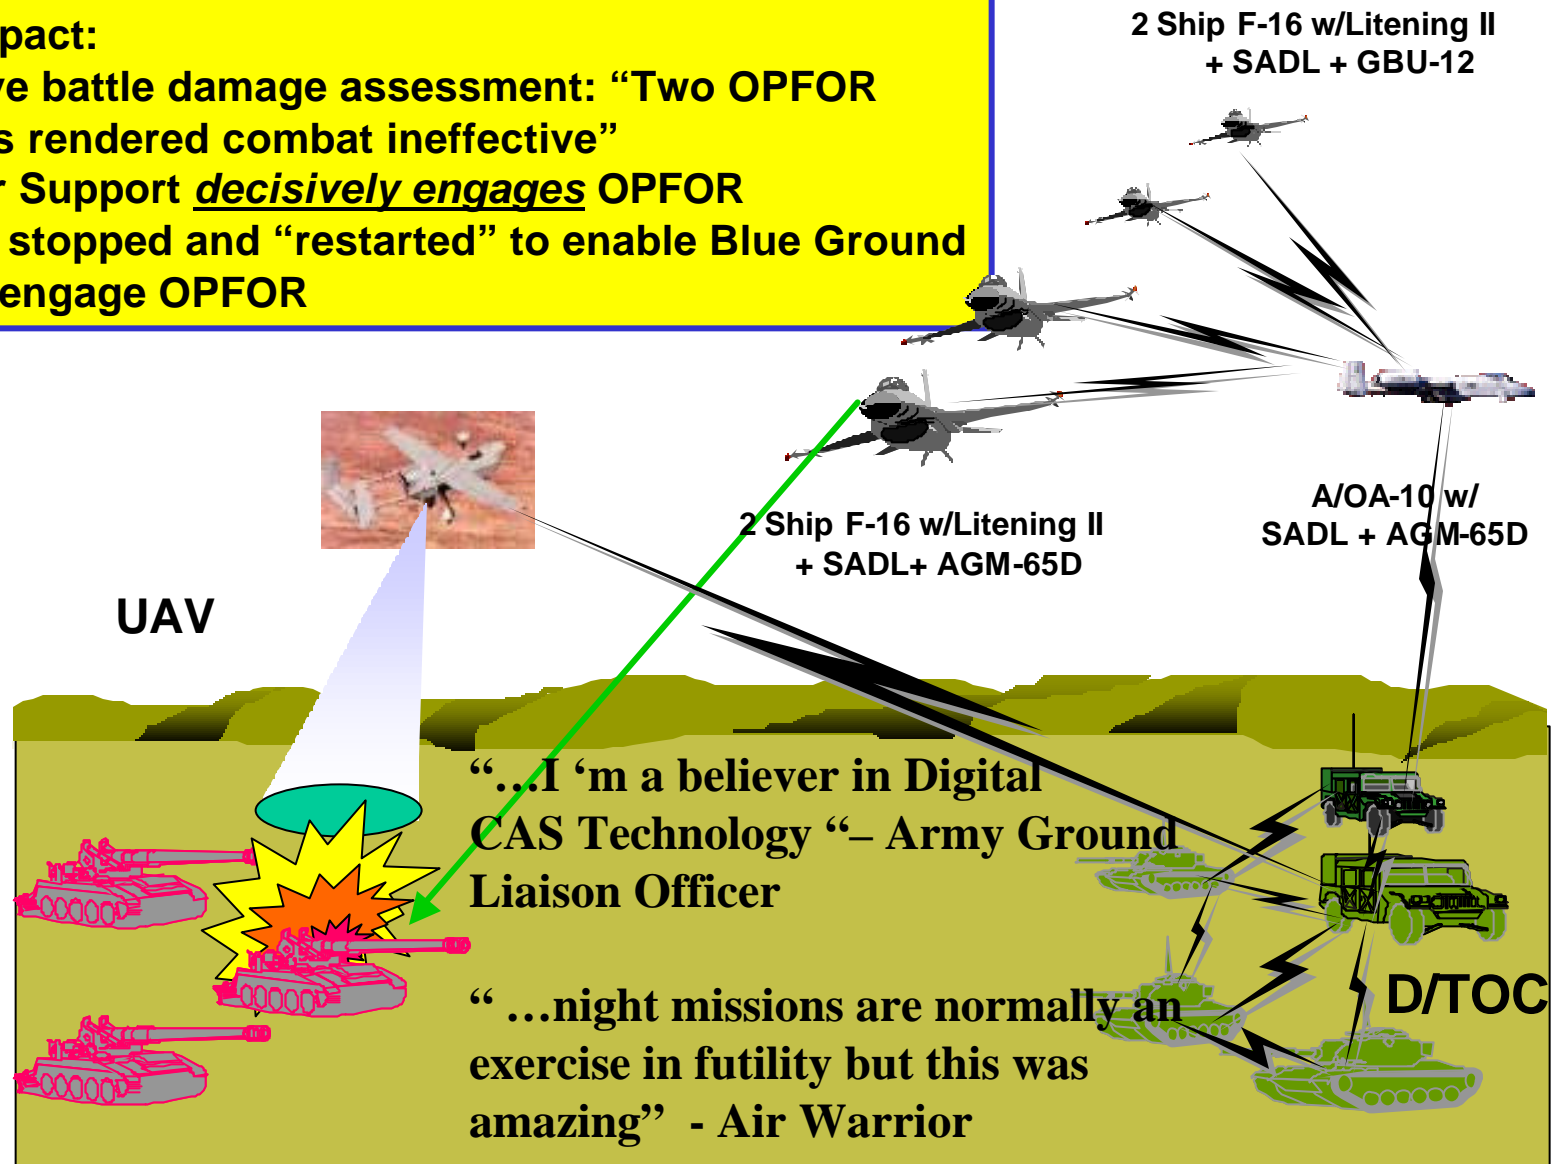 pact:
ve battle damage assessment: “Two OPFOR
s rendered combat ineffective”
r Support decisively engages OPFOR
stopped and “restarted” to enable Blue Ground
engage OPFOR
2 Ship F-16 w/Litening II
+ SADL + GBU-12
2 Ship F-16 w/Litening II
+ SADL+ AGM-65D
A/OA-10 w/
SADL + AGM-65D
UAV
“…I ‘m a believer in Digital
CAS Technology “– Army Ground
Liaison Officer
“ …night missions are normally an
exercise in futility but this was
amazing” - Air Warrior
D/TOC